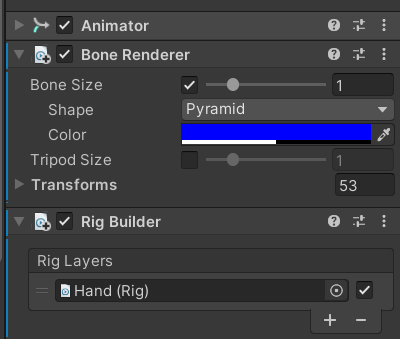 Animator
Bone Renderer
Bone Size 1
Shape Pyramid
Color
Tripod Size 1
Transforms 53
Rig Builder
Rig Layers
Hand (Rig)